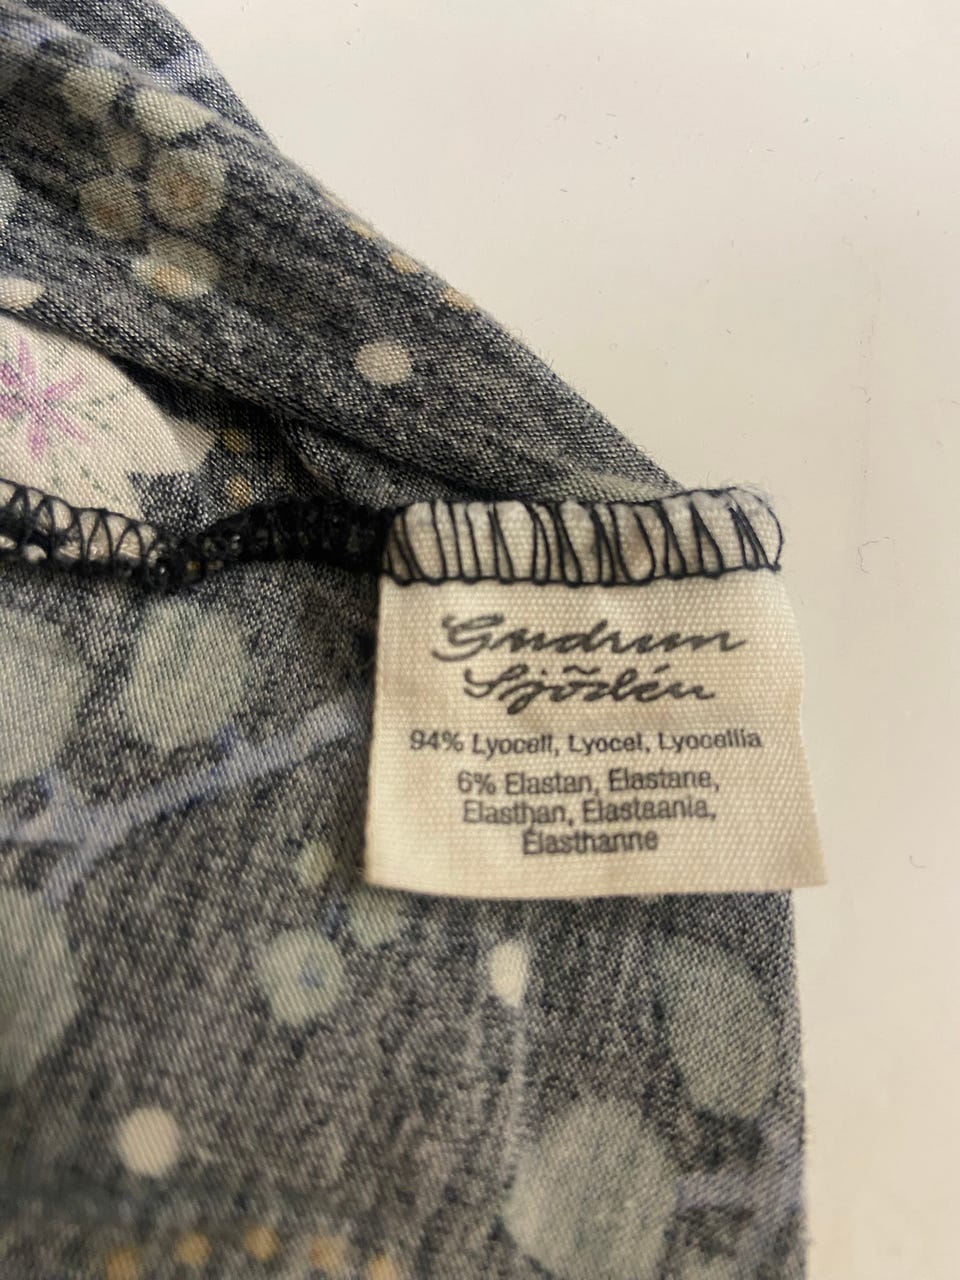 Gudrun
Sjödén
94% Lyocell, Lyocel, Lyocellia
6% Elastan, Elastane,
Elasthan, Elastaania,
Élasthanne